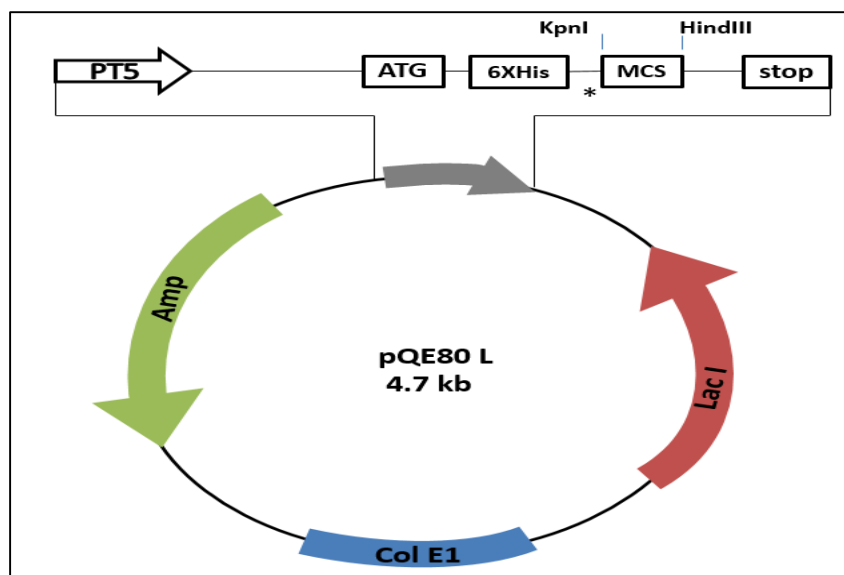 KpnI HindIII
PT5 ATG 6XHis MCS stop
*
Amp
Lac I
pQE80 L
4.7 kb
Col E1